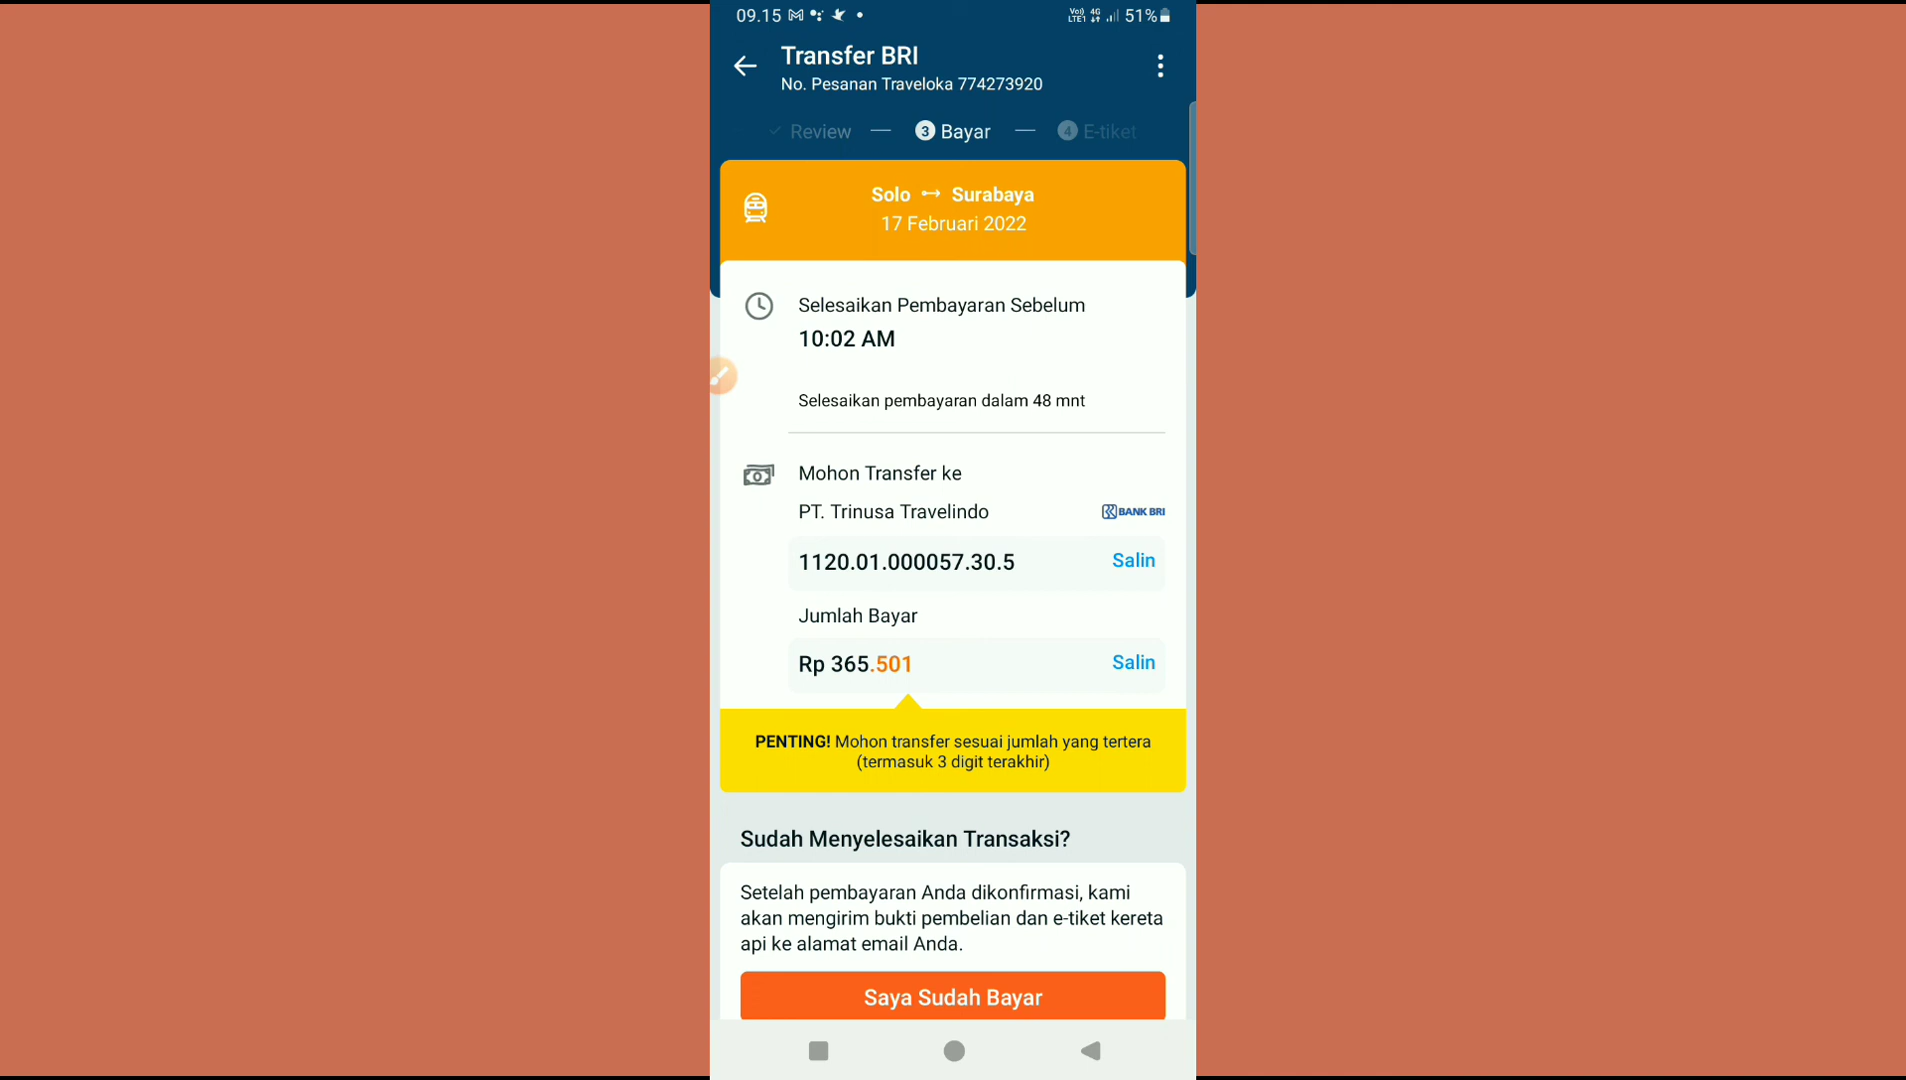 09.15 51%
Vo) 4G
LTE1
Transfer BRI
No. Pesanan Traveloka 774273920
Review 3 Bayar 4 E-tiket
Solo Surabaya
17 Februari 2022
Selesaikan Pembayaran Sebelum
10:02 AM
Selesaikan pembayaran dalam 48 mnt
Mohon Transfer ke
PT. Trinusa Travelindo BANK BRI
1120.01.000057.30.5 Salin
Jumlah Bayar
Rp 365.501 Salin
PENTING! Mohon transfer sesuai jumlah yang tertera
(termasuk 3 digit terakhir)
Sudah Menyelesaikan Transaksi?
Setelah pembayaran Anda dikonfirmasi, kami
akan mengirim bukti pembelian dan e-tiket kereta
api ke alamat email Anda.
Saya Sudah Bayar